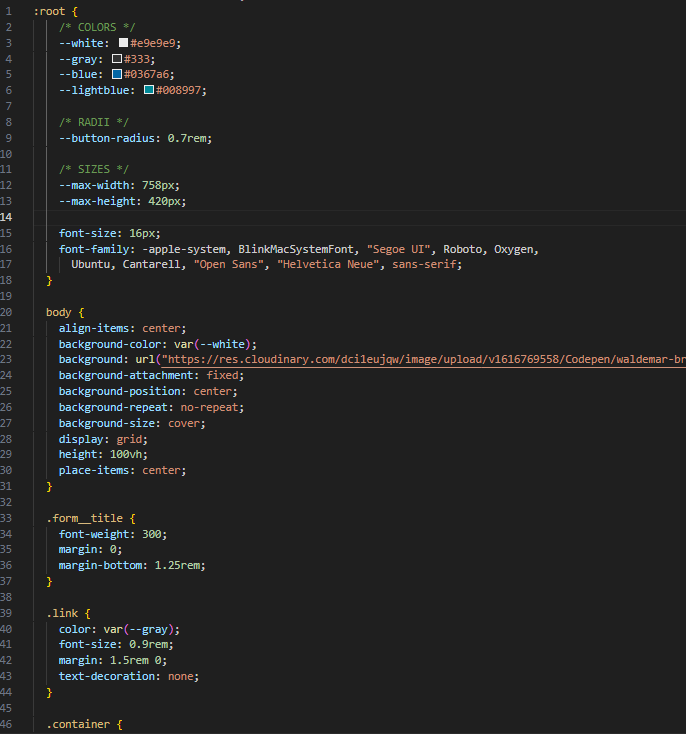 1 :root {
2 /* COLORS */
3 --white: #e9e9e9;
4 --gray: #333;
5 --blue: #0367a6;
6 --lightblue: #008997;
7
8 /* RADII */
9 --button-radius: 0.7rem;
10
11 /* SIZES */
12 --max-width: 758px;
13 --max-height: 420px;
14
15 font-size: 16px;
16 font-family: -apple-system, BlinkMacSystemFont, "Segoe UI", Roboto, Oxygen,
17 Ubuntu, Cantarell, "Open Sans", "Helvetica Neue", sans-serif;
18 }
19
20 body {
21 align-items: center;
22 background-color: var(--white);
23 background: url("https://res.cloudinary.com/dci1eujqw/image/upload/v1616769558/Codepen/waldemar-br
24 background-attachment: fixed;
25 background-position: center;
26 background-repeat: no-repeat;
27 background-size: cover;
28 display: grid;
29 height: 100vh;
30 place-items: center;
31 }
32
33 .form__title {
34 font-weight: 300;
35 margin: 0;
36 margin-bottom: 1.25rem;
37 }
38
39 .link {
40 color: var(--gray);
41 font-size: 0.9rem;
42 margin: 1.5rem 0;
43 text-decoration: none;
44 }
45
46 .container {